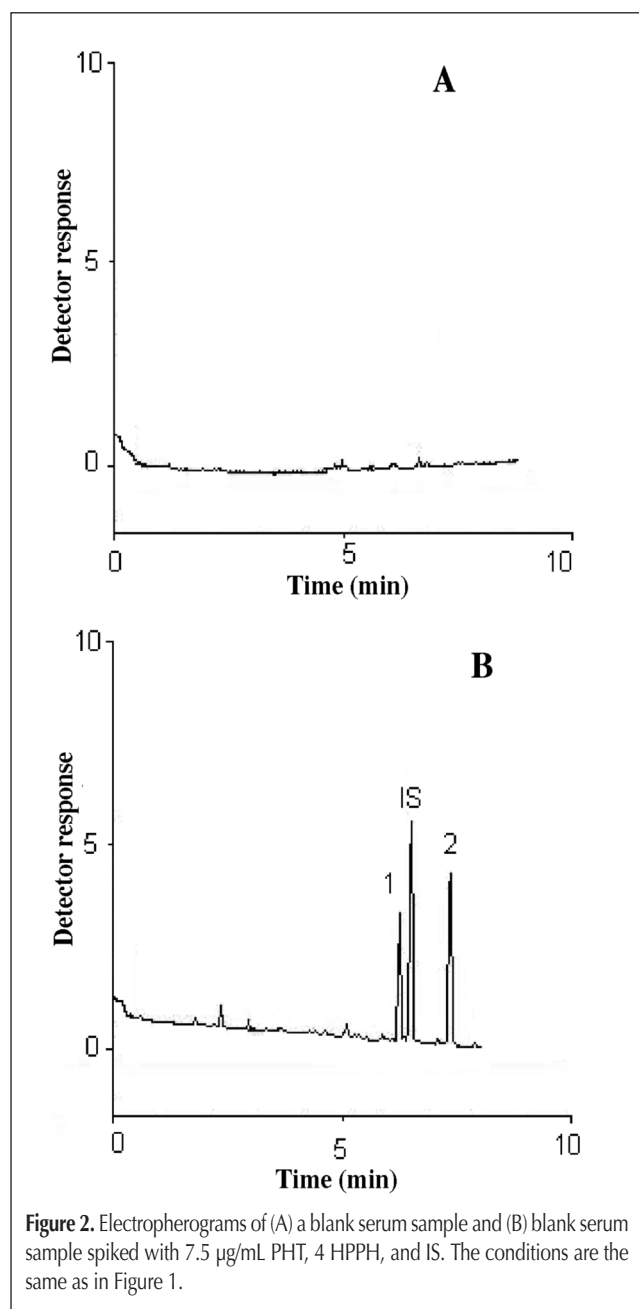 10
A
Detector response
5
0
0
5
10
Time (min)
10
B
Detector response
IS
5
2
1
0
0
5
10
Time (min)
Figure 2. Electropherograms of (A) a blank serum sample and (B) blank serum
sample spiked with 7.5 µg/mL PHT, 4 HPPH, and IS. The conditions are the
same as in Figure 1.